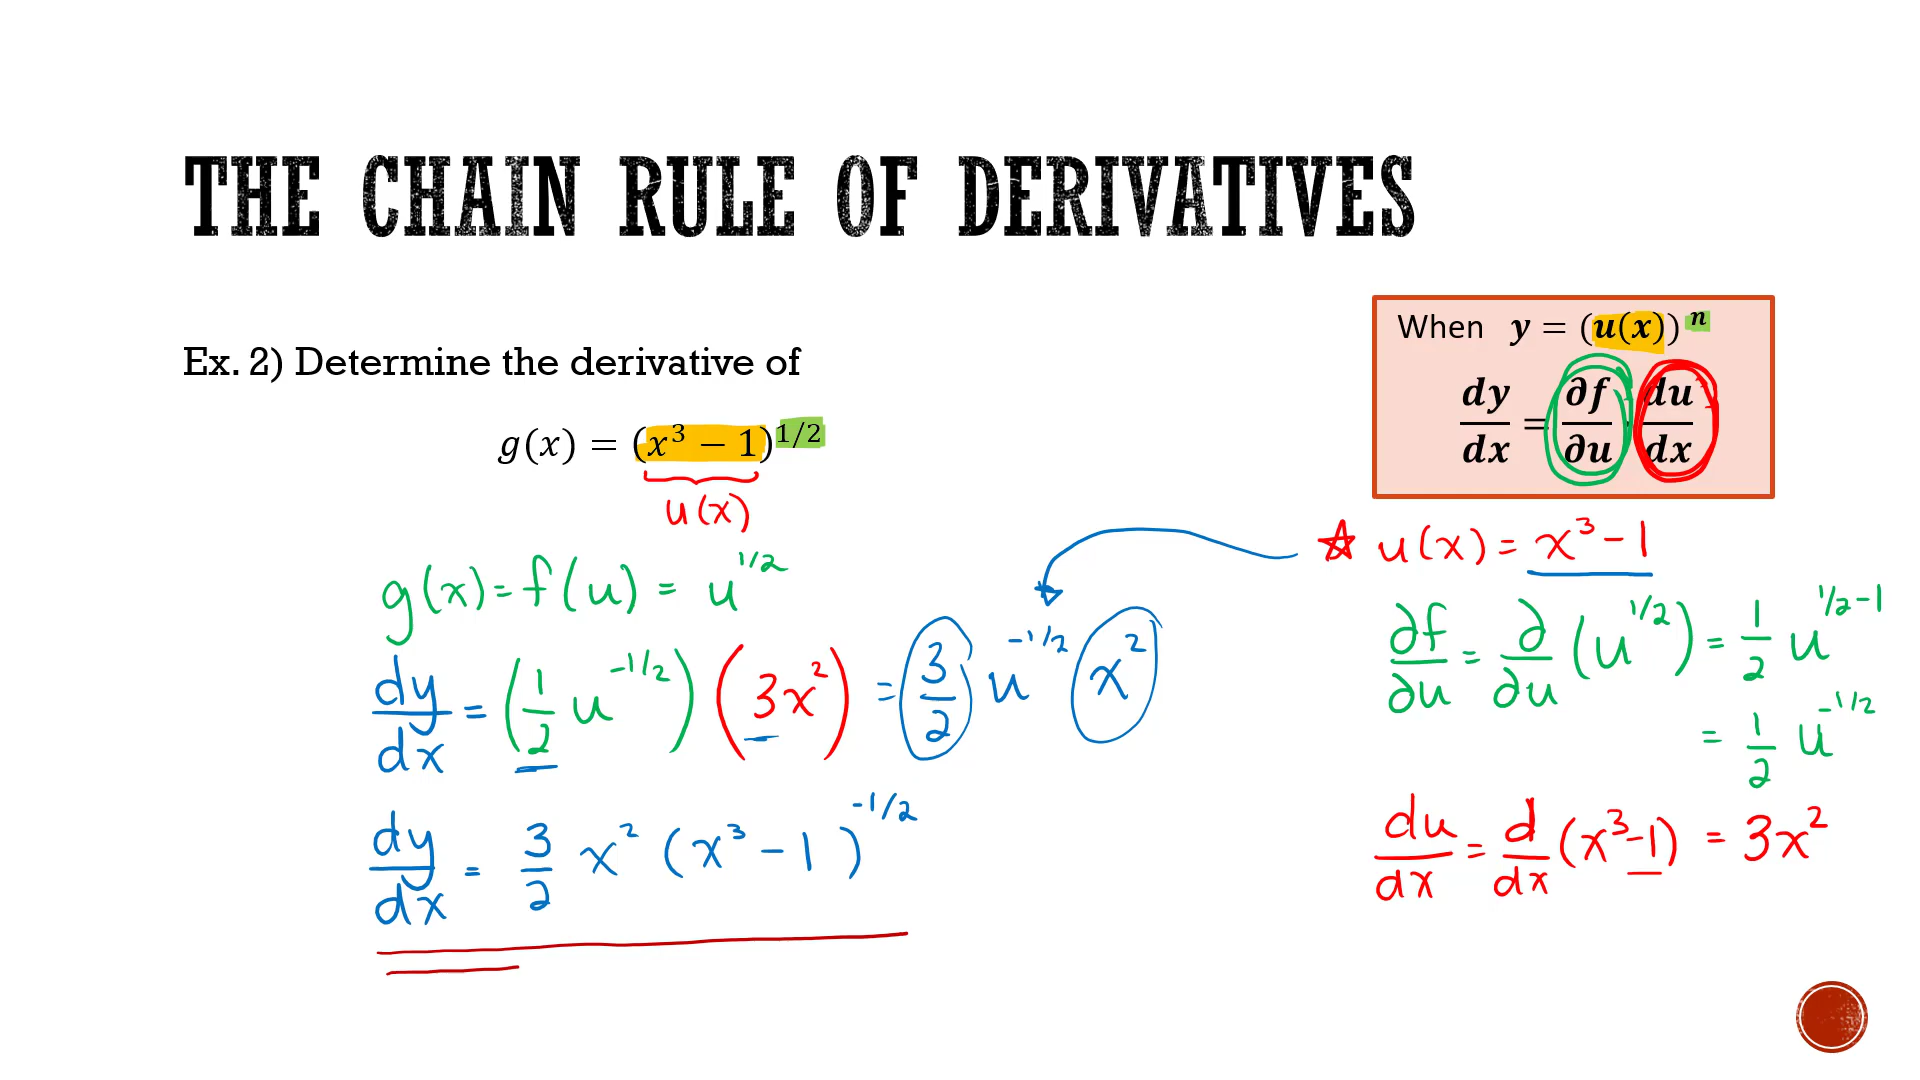 THE CHAIN RULE OF DERIVATIVES
Ex. 2) Determine the derivative of
g(x) = (x³ − 1)^{1/2}
u(x)
g(x) = f(u) = u^{1/2}
dy/dx = (1/2 u^{-1/2}) (3x²) = 3/2 u^{-1/2} x²
dy/dx = 3/2 x² (x³ − 1)^{-1/2}
When y = (u(x))^n
dy/dx = ∂f/∂u · du/dx
☆ u(x) = x³ − 1
∂f/∂u = ∂/∂u (u^{1/2}) = 1/2 u^{1/2 − 1}
= 1/2 u^{-1/2}
du/dx = d/dx (x³ − 1) = 3x²